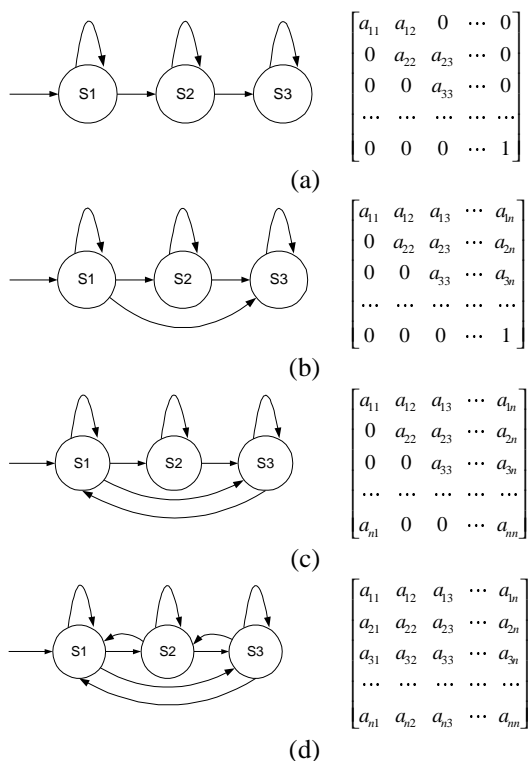 S1 S2 S3
a11 a12 0 ⋯ 0
0 a22 a23 ⋯ 0
0 0 a33 ⋯ 0
⋯ ⋯ ⋯ ⋯ ⋯
0 0 0 ⋯ 1
(a)
S1 S2 S3
a11 a12 a13 ⋯ a1n
0 a22 a23 ⋯ a2n
0 0 a33 ⋯ a3n
⋯ ⋯ ⋯ ⋯ ⋯
0 0 0 ⋯ 1
(b)
S1 S2 S3
a11 a12 a13 ⋯ a1n
0 a22 a23 ⋯ a2n
0 0 a33 ⋯ a3n
⋯ ⋯ ⋯ ⋯ ⋯
an1 0 0 ⋯ ann
(c)
S1 S2 S3
a11 a12 a13 ⋯ a1n
a21 a22 a23 ⋯ a2n
a31 a32 a33 ⋯ a3n
⋯ ⋯ ⋯ ⋯ ⋯
an1 an2 an3 ⋯ ann
(d)